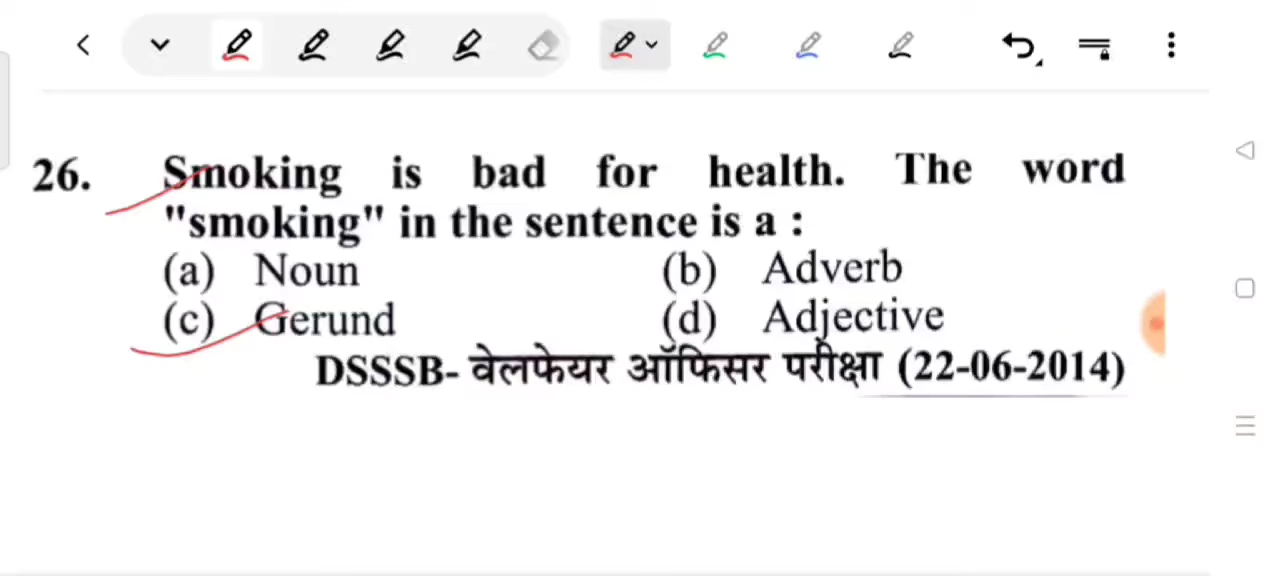 26. Smoking is bad for health. The word
"smoking" in the sentence is a :
(a) Noun (b) Adverb
(c) Gerund (d) Adjective
DSSSB- वेलफेयर ऑफिसर परीक्षा (22-06-2014)